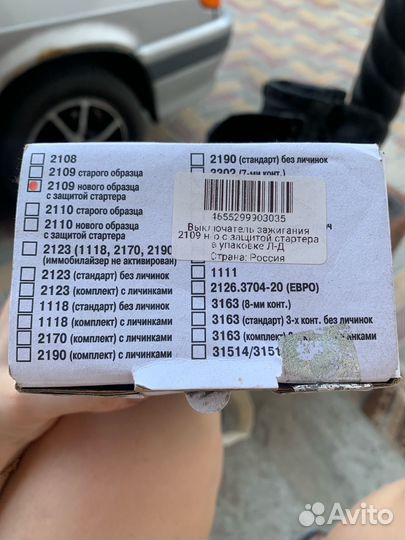 2108
2109 старого образца
2109 нового образца
с защитой стартера
2110 старого образца
2110 нового образца
с защитой стартера
2123 (1118, 2170, 2190
(иммобилайзер не активирован)
2123 (стандарт) без личинок
2123 (комплект) с личинками
1118 (стандарт) без личинок
1118 (комплект) с личинками
2170 (комплект) с личинками
2190 (комплект) с личинками
2190 (стандарт) без личинок
(7-ми конт.)
4655299903035
Выключатель зажигания
2109 н/о с защитой стартера
в упаковке Л-Д
Страна: Россия
1111
2126.3704-20 (ЕВРО)
3163 (8-ми конт.)
3163 (стандарт) 3-х конт. без личинок
3163 (комплект)
31514/3151
Avito